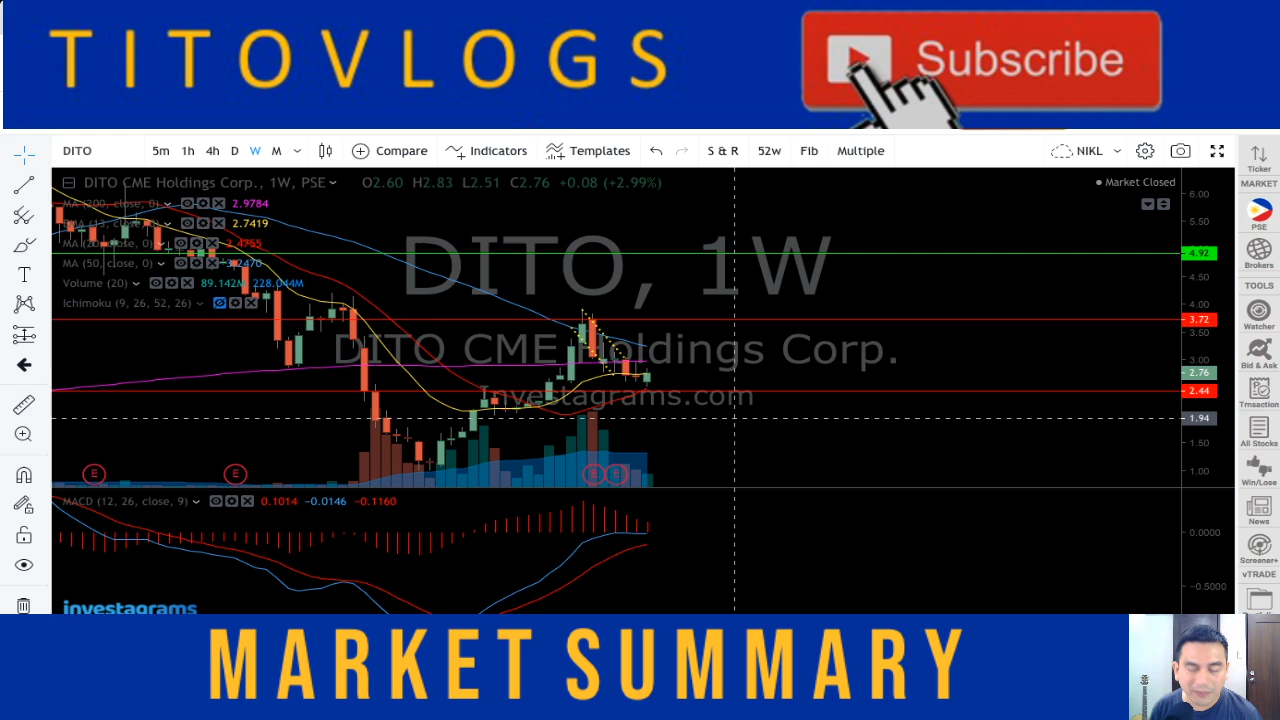 TITOVLOGS
Subscribe
DITO 5m 1h 4h D W M Compare Indicators Templates S & R 52w Fib Multiple NIKL
Ticker
MARKET
PSE
Brokers
TOOLS
Watcher
Bid & Ask
Trnsaction
All Stocks
Win/Lose
News
Screener+
vTRADE
DITO CME Holdings Corp., 1W, PSE O2.60 H2.83 L2.51 C2.76 +0.08 (+2.99%)
Market Closed
MA (200, close, 0) 2.9784
2.7419
MA (20, close, 0) 2.4755
MA (50, close, 0) 3.2470
Volume (20) 89.142M 228.044M
Ichimoku (9, 26, 52, 26)
DITO, 1W
DITO CME Holdings Corp.
Investagrams.com
6.00
5.50
4.92
4.50
4.00
3.72
3.50
3.00
2.76
2.44
1.94
1.50
1.00
E E E E
MACD (12, 26, close, 9) 0.1014 −0.0146 −0.1160
0.0000
-0.5000
investagrams
MARKET SUMMARY